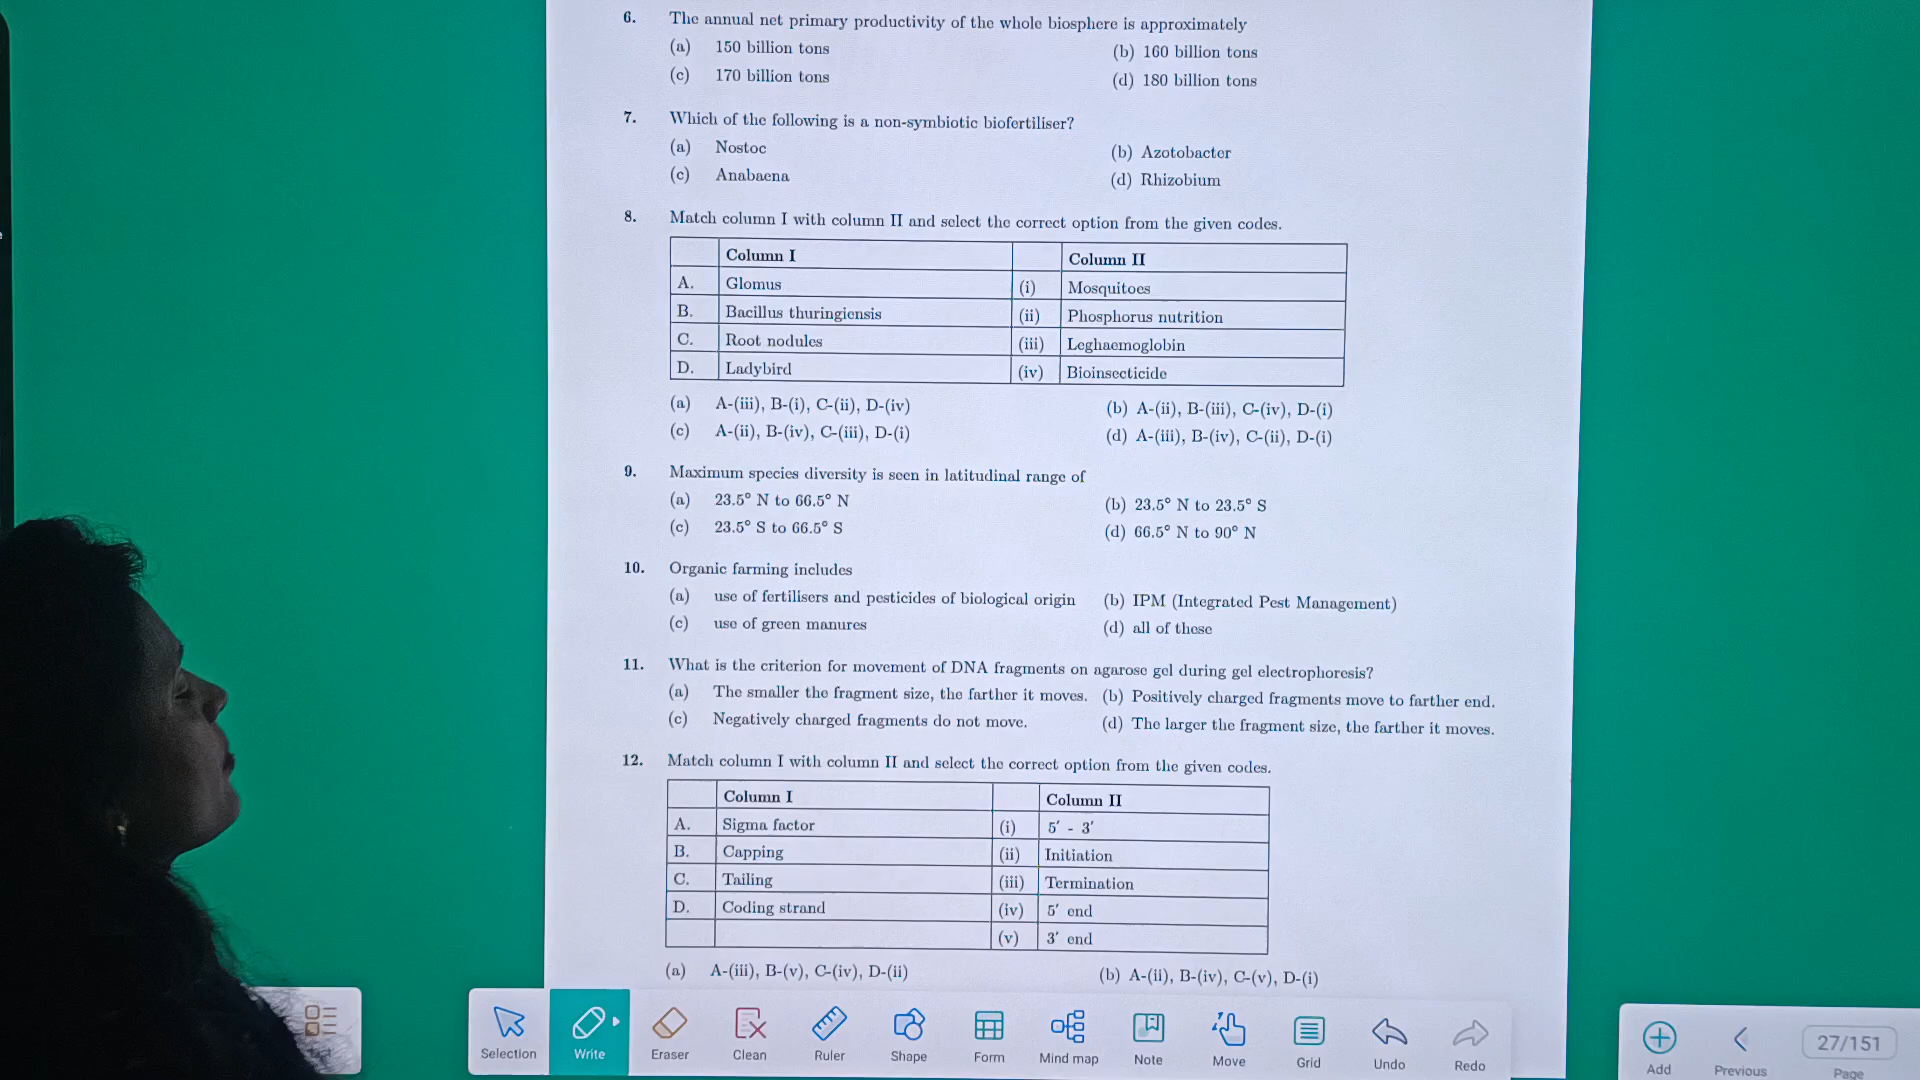 6. The annual net primary productivity of the whole biosphere is approximately
(a) 150 billion tons (b) 160 billion tons
(c) 170 billion tons (d) 180 billion tons
7. Which of the following is a non-symbiotic biofertiliser?
(a) Nostoc (b) Azotobacter
(c) Anabaena (d) Rhizobium
8. Match column I with column II and select the correct option from the given codes.
Column I Column II
A. Glomus (i) Mosquitoes
B. Bacillus thuringiensis (ii) Phosphorus nutrition
C. Root nodules (iii) Leghaemoglobin
D. Ladybird (iv) Bioinsecticide
(a) A-(iii), B-(i), C-(ii), D-(iv) (b) A-(ii), B-(iii), C-(iv), D-(i)
(c) A-(ii), B-(iv), C-(iii), D-(i) (d) A-(iii), B-(iv), C-(ii), D-(i)
9. Maximum species diversity is seen in latitudinal range of
(a) 23.5° N to 66.5° N (b) 23.5° N to 23.5° S
(c) 23.5° S to 66.5° S (d) 66.5° N to 90° N
10. Organic farming includes
(a) use of fertilisers and pesticides of biological origin (b) IPM (Integrated Pest Management)
(c) use of green manures (d) all of these
11. What is the criterion for movement of DNA fragments on agarose gel during gel electrophoresis?
(a) The smaller the fragment size, the farther it moves. (b) Positively charged fragments move to farther end.
(c) Negatively charged fragments do not move. (d) The larger the fragment size, the farther it moves.
12. Match column I with column II and select the correct option from the given codes.
Column I Column II
A. Sigma factor (i) 5′ - 3′
B. Capping (ii) Initiation
C. Tailing (iii) Termination
D. Coding strand (iv) 5′ end
(v) 3′ end
(a) A-(iii), B-(v), C-(iv), D-(ii) (b) A-(ii), B-(iv), C-(v), D-(i)
Selection Write Eraser Clean Ruler Shape Form Mind map Note Move Grid Undo Redo
Add Previous 27/151
Page